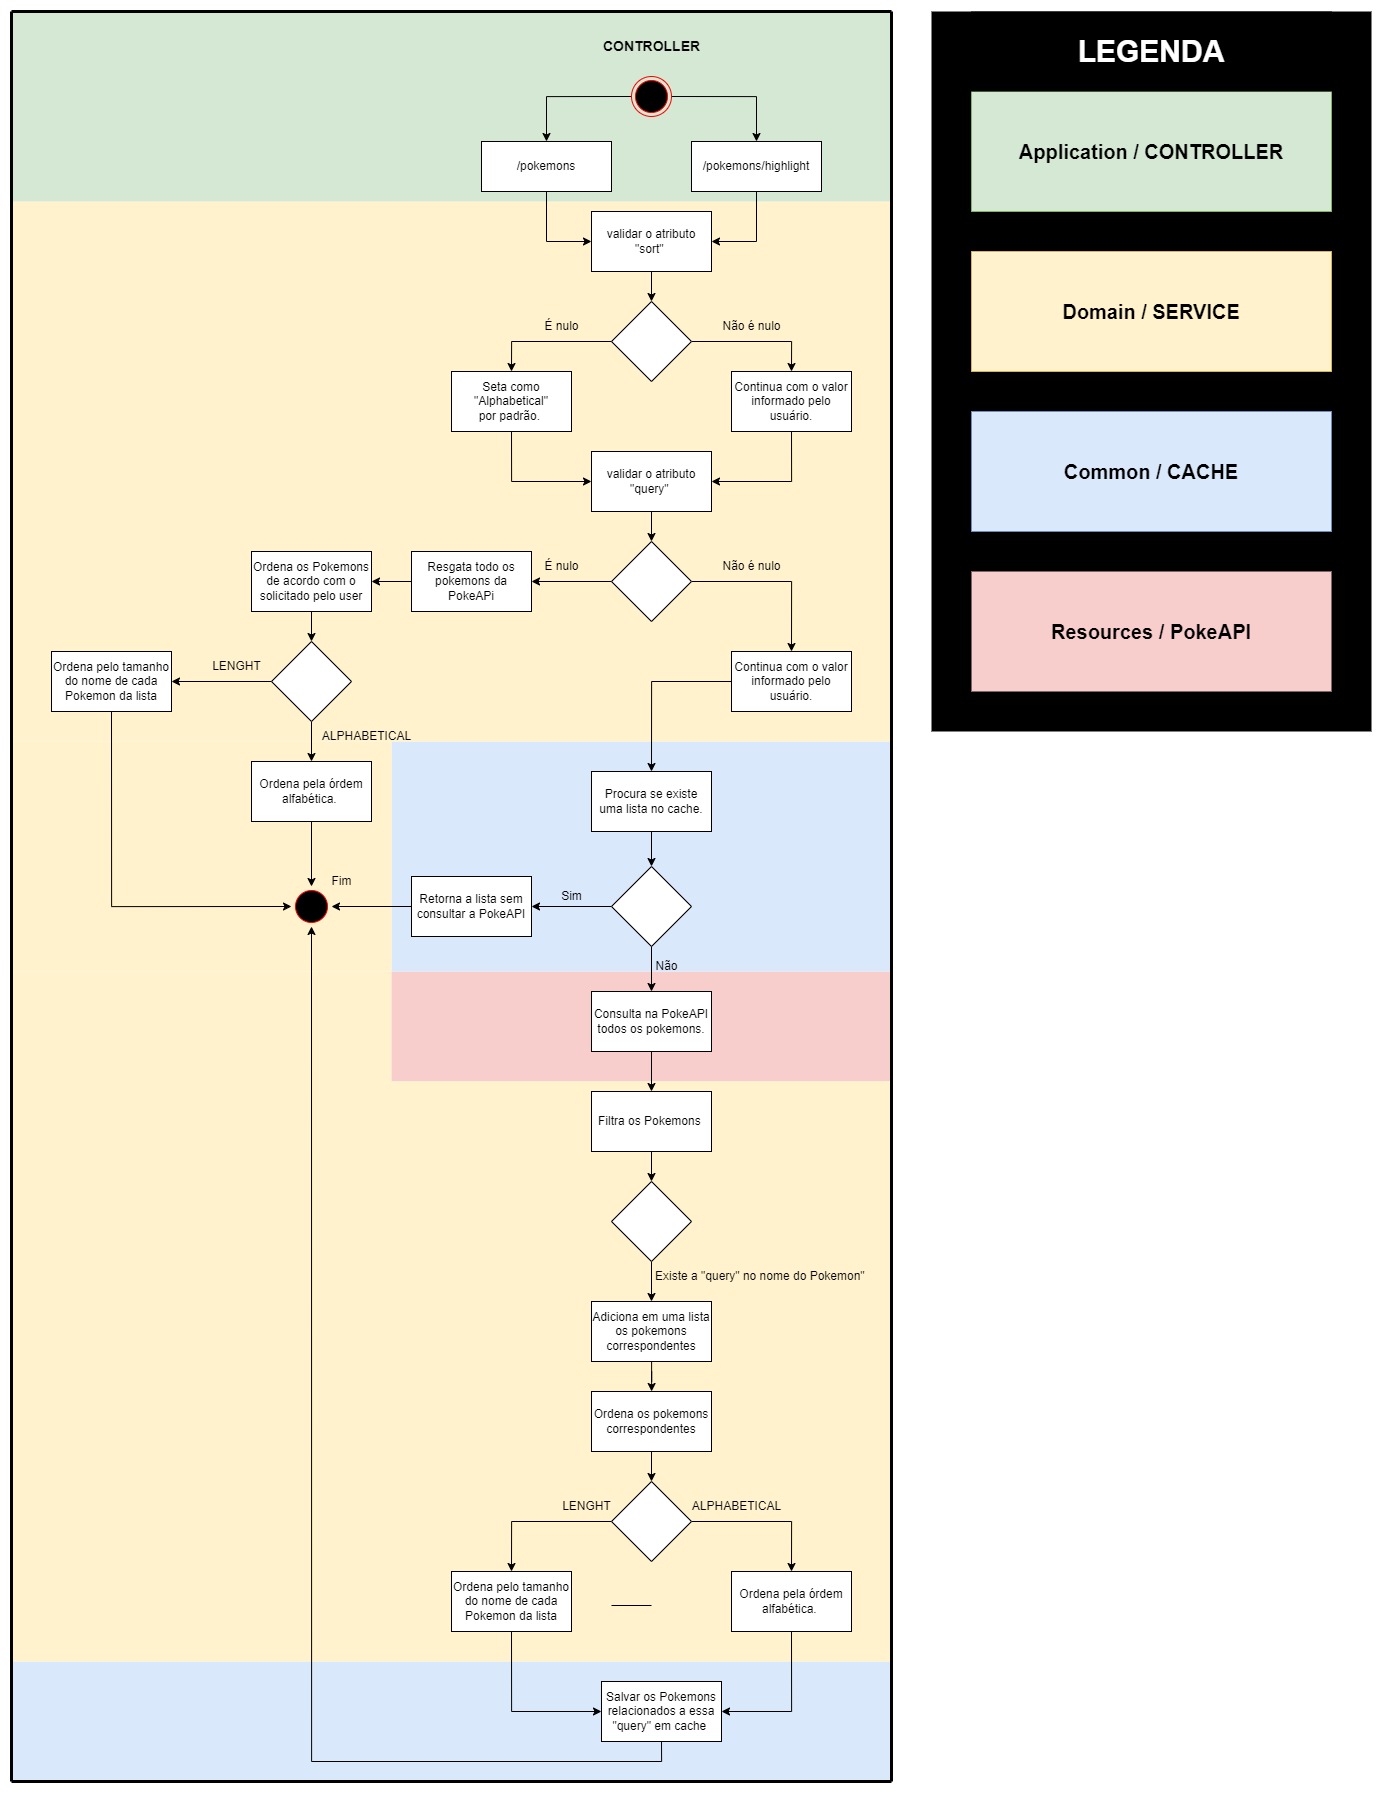 CONTROLLER
/pokemons
/pokemons/highlight
validar o atributo
"sort"
É nulo
Não é nulo
Seta como
"Alphabetical"
por padrão.
Continua com o valor
informado pelo
usuário.
validar o atributo
"query"
É nulo
Não é nulo
Resgata todo os
pokemons da
PokeAPi
Ordena os Pokemons
de acordo com o
solicitado pelo user
LENGHT
Ordena pelo tamanho
do nome de cada
Pokemon da lista
ALPHABETICAL
Ordena pela órdem
alfabética.
Continua com o valor
informado pelo
usuário.
Procura se existe
uma lista no cache.
Sim
Retorna a lista sem
consultar a PokeAPI
Fim
Não
Consulta na PokeAPI
todos os pokemons.
Filtra os Pokemons
Existe a "query" no nome do Pokemon"
Adiciona em uma lista
os pokemons
correspondentes
Ordena os pokemons
correspondentes
LENGHT
ALPHABETICAL
Ordena pelo tamanho
do nome de cada
Pokemon da lista
Ordena pela órdem
alfabética.
Salvar os Pokemons
relacionados a essa
"query" em cache
LEGENDA
Application / CONTROLLER
Domain / SERVICE
Common / CACHE
Resources / PokeAPI